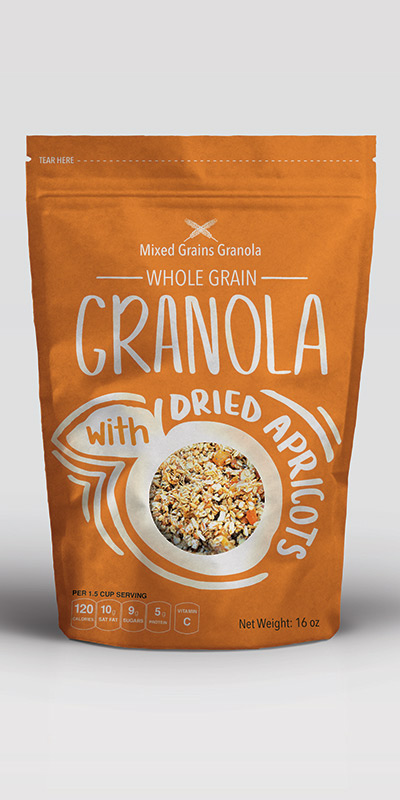 TEAR HERE
Mixed Grains Granola
WHOLE GRAIN
GRANOLA
with
DRIED APRICOTS
PER 1.5 CUP SERVING
120 CALORIES
10g SAT FAT
9g SUGARS
5g PROTEIN
VITAMIN C
Net Weight: 16 oz